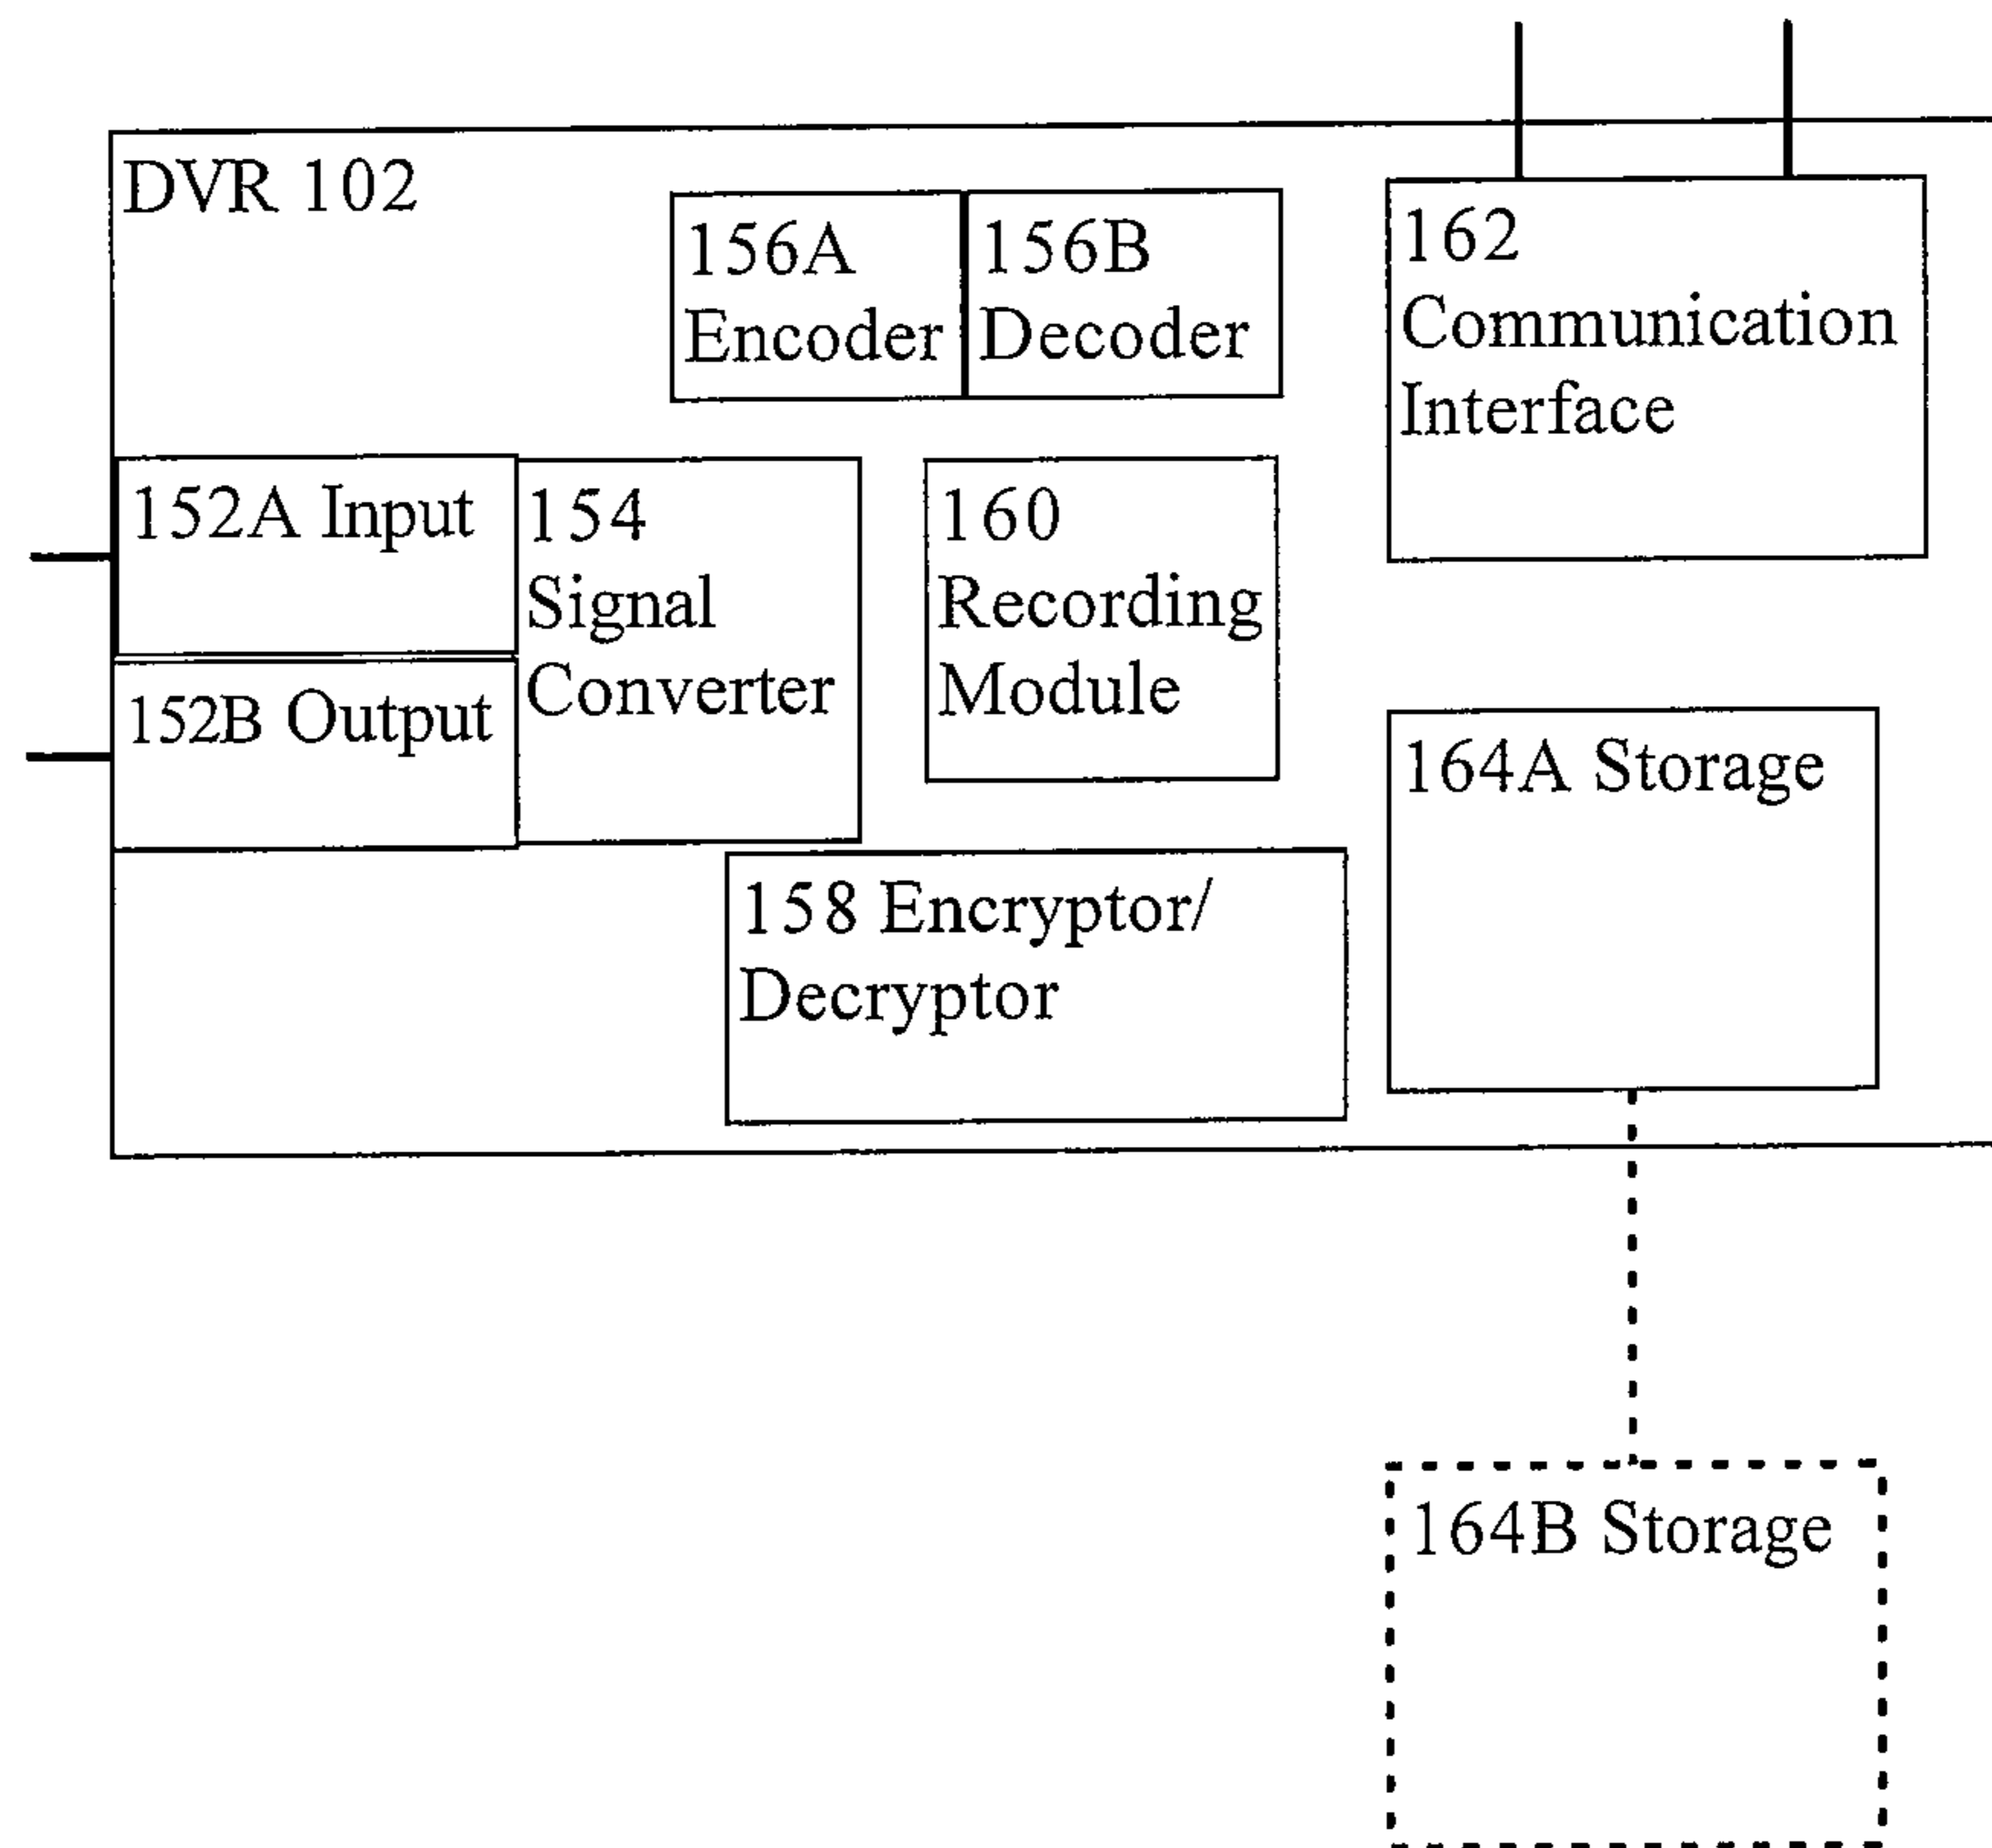 DVR 102
156A
Encoder
156B
Decoder
162
Communication
Interface
152A Input
152B Output
154
Signal
Converter
160
Recording
Module
164A Storage
158 Encryptor/
Decryptor
164B Storage